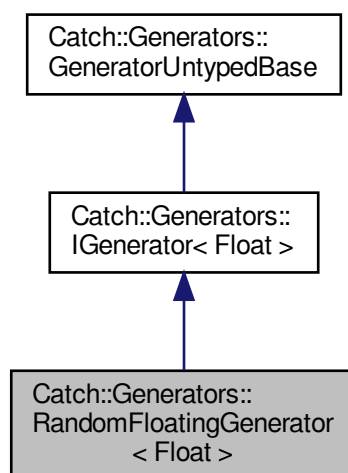 Catch::Generators::
GeneratorUntypedBase
Catch::Generators::
IGenerator< Float >
Catch::Generators::
RandomFloatingGenerator
< Float >